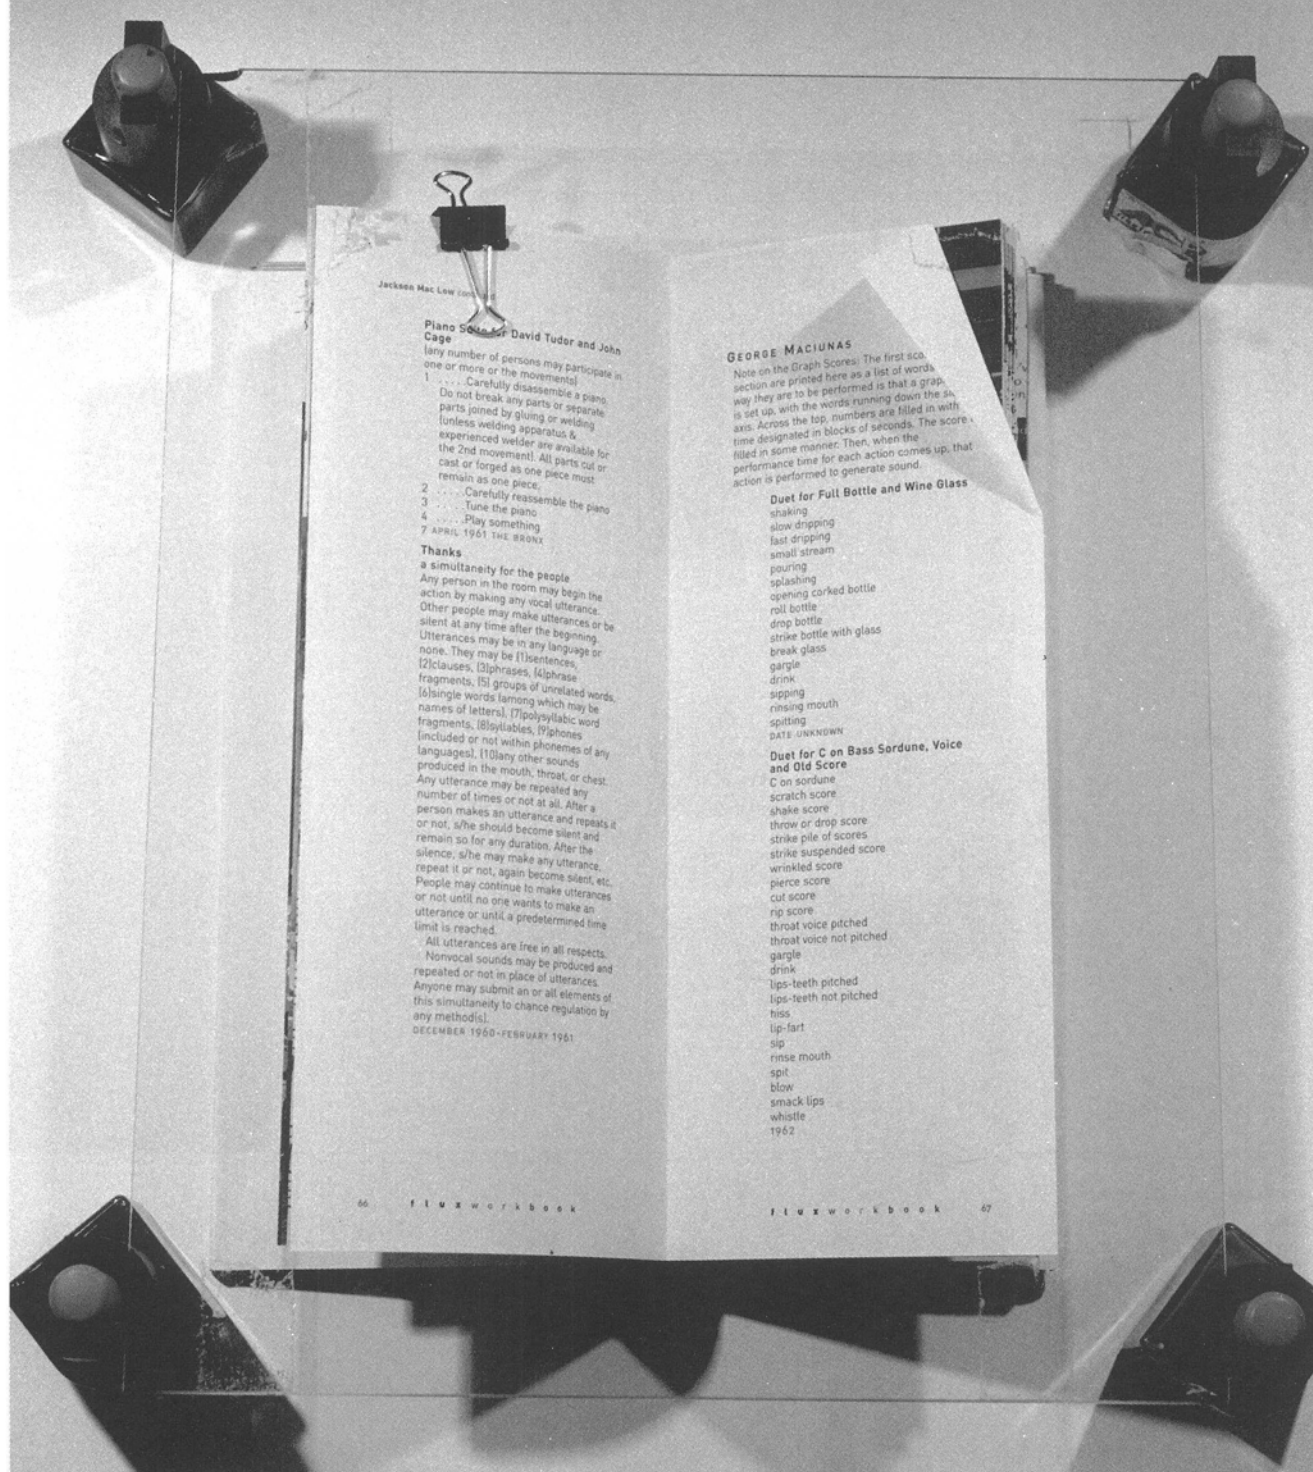 Jackson Mac Low
Piano David Tudor and John
Cage
(any number of persons may participate in
one or more or the movements)
1 .....Carefully disassemble a piano.
Do not break any parts or separate
parts joined by gluing or welding
(unless welding apparatus &
experienced welder are available for
the 2nd movement). All parts cut or
cast or forged as one piece must
remain as one piece.
2 .....Carefully reassemble the piano
3 .....Tune the piano
4 .....Play something
7 APRIL 1961 THE BRONX
Thanks
a simultaneity for the people
Any person in the room may begin the
action by making any vocal utterance.
Other people may make utterances or be
silent at any time after the beginning.
Utterances may be in any language or
none. They may be (1)sentences,
(2)clauses, (3)phrases, (4)phrase
fragments, (5) groups of unrelated words,
(6)single words (among which may be
names of letters), (7)polysyllabic word
fragments, (8)syllables, (9)phones
(included or not within phonemes of any
languages), (10)any other sounds
produced in the mouth, throat, or chest.
Any utterance may be repeated any
number of times or not at all. After a
person makes an utterance and repeats it
or not, s/he should become silent and
remain so for any duration. After the
silence, s/he may make any utterance,
repeat it or not, again become silent, etc.
People may continue to make utterances
or not until no one wants to make an
utterance or until a predetermined time
limit is reached.
All utterances are free in all respects.
Nonvocal sounds may be produced and
repeated or not in place of utterances.
Anyone may submit an or all elements of
this simultaneity to chance regulation by
any method(s).
DECEMBER 1960-FEBRUARY 1961
66 fluxworkbook
GEORGE MACIUNAS
Note on the Graph Scores: The first
section are printed here as a list of words
way they are to be performed is that a
is set up, with the words running down the
axis. Across the top, numbers are filled in with
time designated in blocks of seconds. The score
filled in some manner. Then, when the
performance time for each action comes up, that
action is performed to generate sound.
Duet for Full Bottle and Wine Glass
shaking
slow dripping
fast dripping
small stream
pouring
splashing
opening corked bottle
roll bottle
drop bottle
strike bottle with glass
break glass
gargle
drink
sipping
rinsing mouth
spitting
DATE UNKNOWN
Duet for C on Bass Sordune, Voice
and Old Score
C on sordune
scratch score
shake score
throw or drop score
strike pile of scores
strike suspended score
wrinkled score
pierce score
cut score
rip score
throat voice pitched
throat voice not pitched
gargle
drink
lips-teeth pitched
lips-teeth not pitched
hiss
lip-fart
sip
rinse mouth
spit
blow
smack lips
whistle
1962
fluxworkbook 67